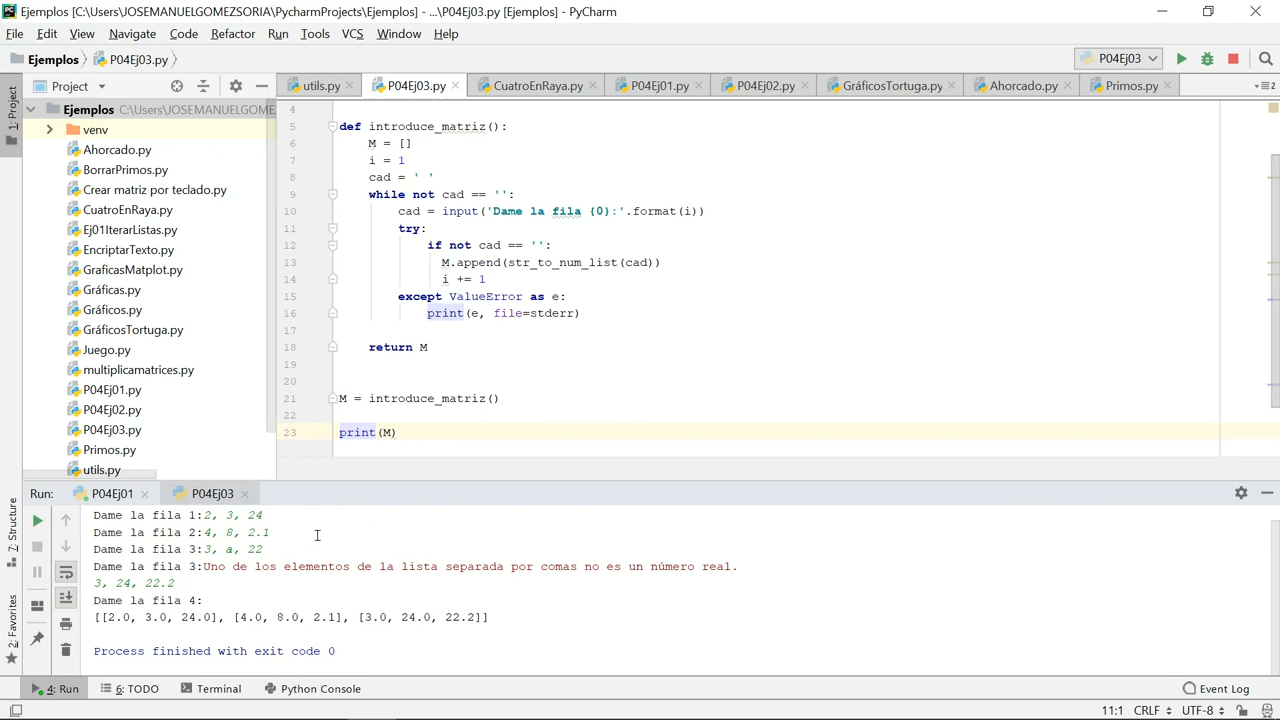 Ejemplos [C:\Users\JOSEMANUELGOMEZSORIA\PycharmProjects\Ejemplos] - ...\P04Ej03.py [Ejemplos] - PyCharm
File Edit View Navigate Code Refactor Run Tools VCS Window Help
Ejemplos P04Ej03.py P04Ej03
1: Project
Project utils.py P04Ej03.py CuatroEnRaya.py P04Ej01.py P04Ej02.py GráficosTortuga.py Ahorcado.py Primos.py
Ejemplos C:\Users\JOSEMANUELGOME
venv
Ahorcado.py
BorrarPrimos.py
Crear matriz por teclado.py
CuatroEnRaya.py
Ej01IterarListas.py
EncriptarTexto.py
GraficasMatplot.py
Gráficas.py
Gráficos.py
GráficosTortuga.py
Juego.py
multiplicamatrices.py
P04Ej01.py
P04Ej02.py
P04Ej03.py
Primos.py
utils.py
4
5 def introduce_matriz():
6 M = []
7 i = 1
8 cad = ' '
9 while not cad == '':
10 cad = input('Dame la fila {0}:'.format(i))
11 try:
12 if not cad == '':
13 M.append(str_to_num_list(cad))
14 i += 1
15 except ValueError as e:
16 print(e, file=stderr)
17
18 return M
19
20
21 M = introduce_matriz()
22
23 print(M)
Run: P04Ej01 P04Ej03
7: Structure
2: Favorites
Dame la fila 1:2, 3, 24
Dame la fila 2:4, 8, 2.1
Dame la fila 3:3, a, 22
Dame la fila 3:Uno de los elementos de la lista separada por comas no es un número real.
3, 24, 22.2
Dame la fila 4:
[[2.0, 3.0, 24.0], [4.0, 8.0, 2.1], [3.0, 24.0, 22.2]]
Process finished with exit code 0
4: Run 6: TODO Terminal Python Console Event Log
11:1 CRLF UTF-8